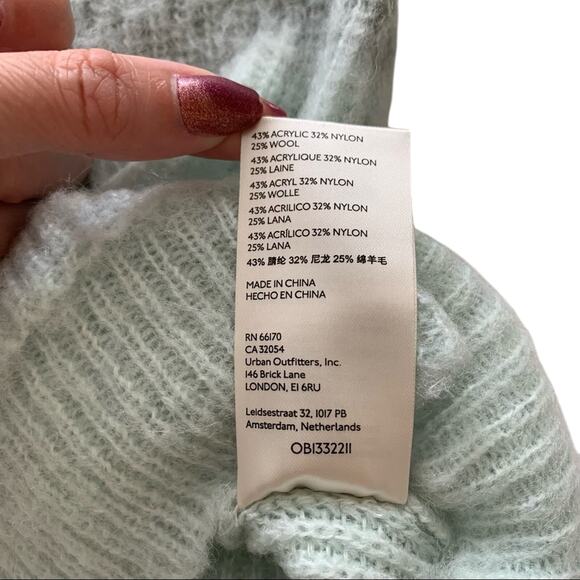 43% ACRYLIC 32% NYLON
25% WOOL
43% ACRYLIQUE 32% NYLON
25% LAINE
43% ACRYL 32% NYLON
25% WOLLE
43% ACRILICO 32% NYLON
25% LANA
43% ACRÍLICO 32% NYLON
25% LANA
43% 腈纶 32% 尼龙 25% 绵羊毛
MADE IN CHINA
HECHO EN CHINA
RN 66170
CA 32054
Urban Outfitters, Inc.
146 Brick Lane
LONDON, E1 6RU
Leidsestraat 32, 1017 PB
Amsterdam, Netherlands
OB1332211